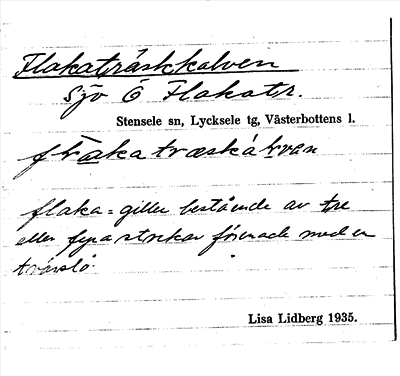 Flakaträskkalven
Sjö Ö Flakatr.
Stensele sn, Lycksele tg, Västerbottens l.
flakatræskálvan
flaka = giller bestående av tre
eller fyra stockar förenade med en
tvärslå.
Lisa Lidberg 1935.